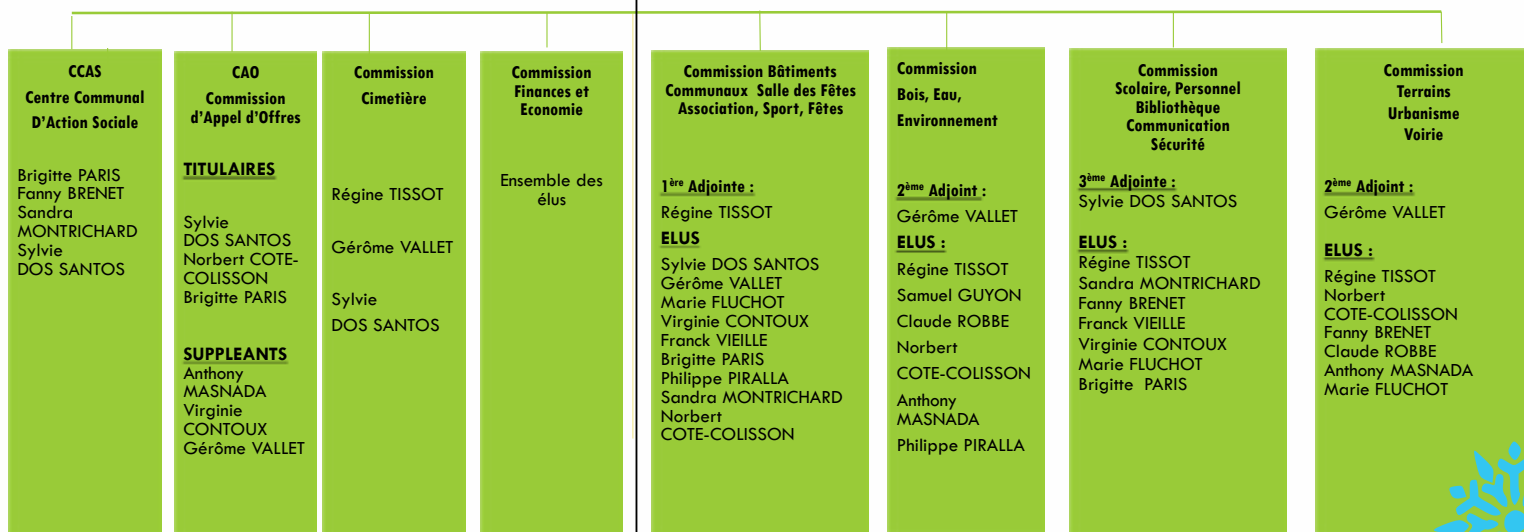 CCAS
Centre Communal
D'Action Sociale
Brigitte PARIS
Fanny BRENET
Sandra
MONTRICHARD
Sylvie
DOS SANTOS
CAO
Commission
d'Appel d'Offres
TITULAIRES
Sylvie
DOS SANTOS
Norbert COTE-
COLISSON
Brigitte PARIS
SUPPLEANTS
Anthony
MASNADA
Virginie
CONTOUX
Gérôme VALLET
Commission
Cimetière
Régine TISSOT
Gérôme VALLET
Sylvie
DOS SANTOS
Commission
Finances et
Economie
Ensemble des
élus
Commission Bâtiments
Communaux Salle des Fêtes
Association, Sport, Fêtes
1ère Adjointe :
Régine TISSOT
ELUS
Sylvie DOS SANTOS
Gérôme VALLET
Marie FLUCHOT
Virginie CONTOUX
Franck VIEILLE
Brigitte PARIS
Philippe PIRALLA
Sandra MONTRICHARD
Norbert
COTE-COLISSON
Commission
Bois, Eau,
Environnement
2ème Adjoint :
Gérôme VALLET
ELUS :
Régine TISSOT
Samuel GUYON
Claude ROBBE
Norbert
COTE-COLISSON
Anthony
MASNADA
Philippe PIRALLA
Commission
Scolaire, Personnel
Bibliothèque
Communication
Sécurité
3ème Adjointe :
Sylvie DOS SANTOS
ELUS :
Régine TISSOT
Sandra MONTRICHARD
Fanny BRENET
Franck VIEILLE
Virginie CONTOUX
Marie FLUCHOT
Brigitte PARIS
Commission
Terrains
Urbanisme
Voirie
2ème Adjoint :
Gérôme VALLET
ELUS :
Régine TISSOT
Norbert
COTE-COLISSON
Fanny BRENET
Claude ROBBE
Anthony MASNADA
Marie FLUCHOT